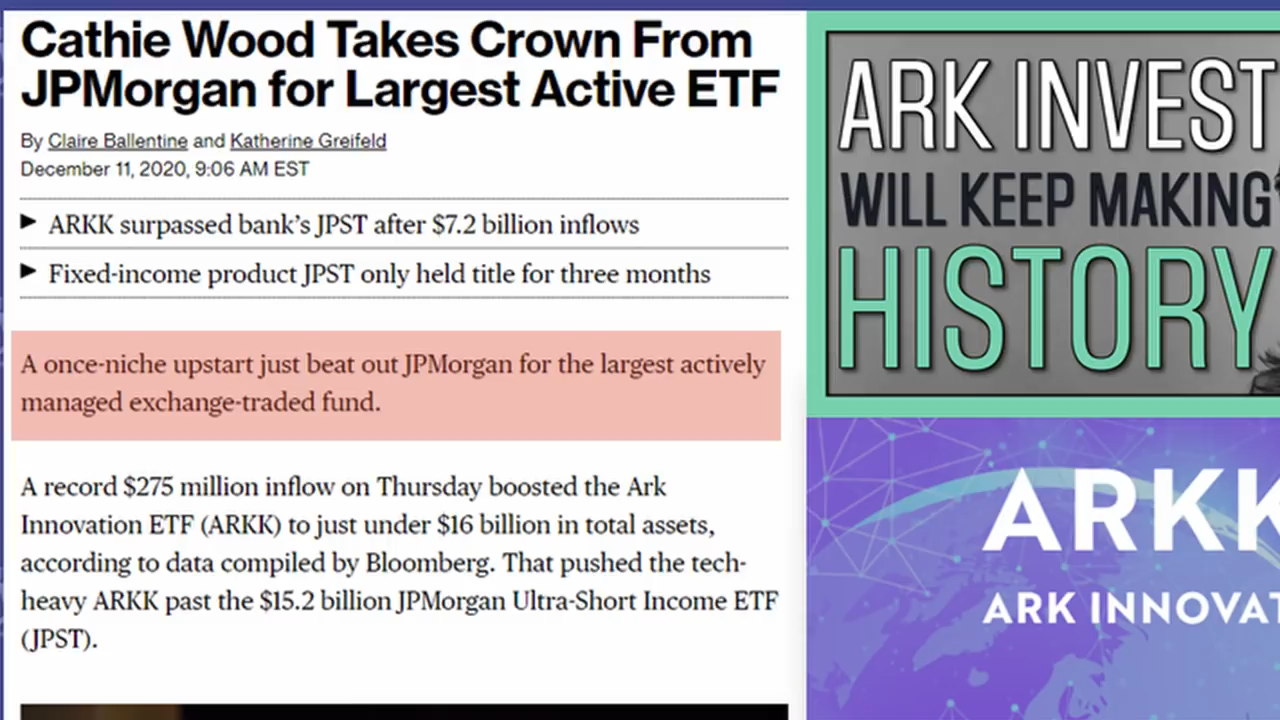 Cathie Wood Takes Crown From
JPMorgan for Largest Active ETF
By Claire Ballentine and Katherine Greifeld
December 11, 2020, 9:06 AM EST
ARKK surpassed bank's JPST after $7.2 billion inflows
Fixed-income product JPST only held title for three months
A once-niche upstart just beat out JPMorgan for the largest actively
managed exchange-traded fund.
A record $275 million inflow on Thursday boosted the Ark
Innovation ETF (ARKK) to just under $16 billion in total assets,
according to data compiled by Bloomberg. That pushed the tech-
heavy ARKK past the $15.2 billion JPMorgan Ultra-Short Income ETF
(JPST).
ARK INVEST
WILL KEEP MAKING
HISTORY
ARKK
ARK INNOVAT